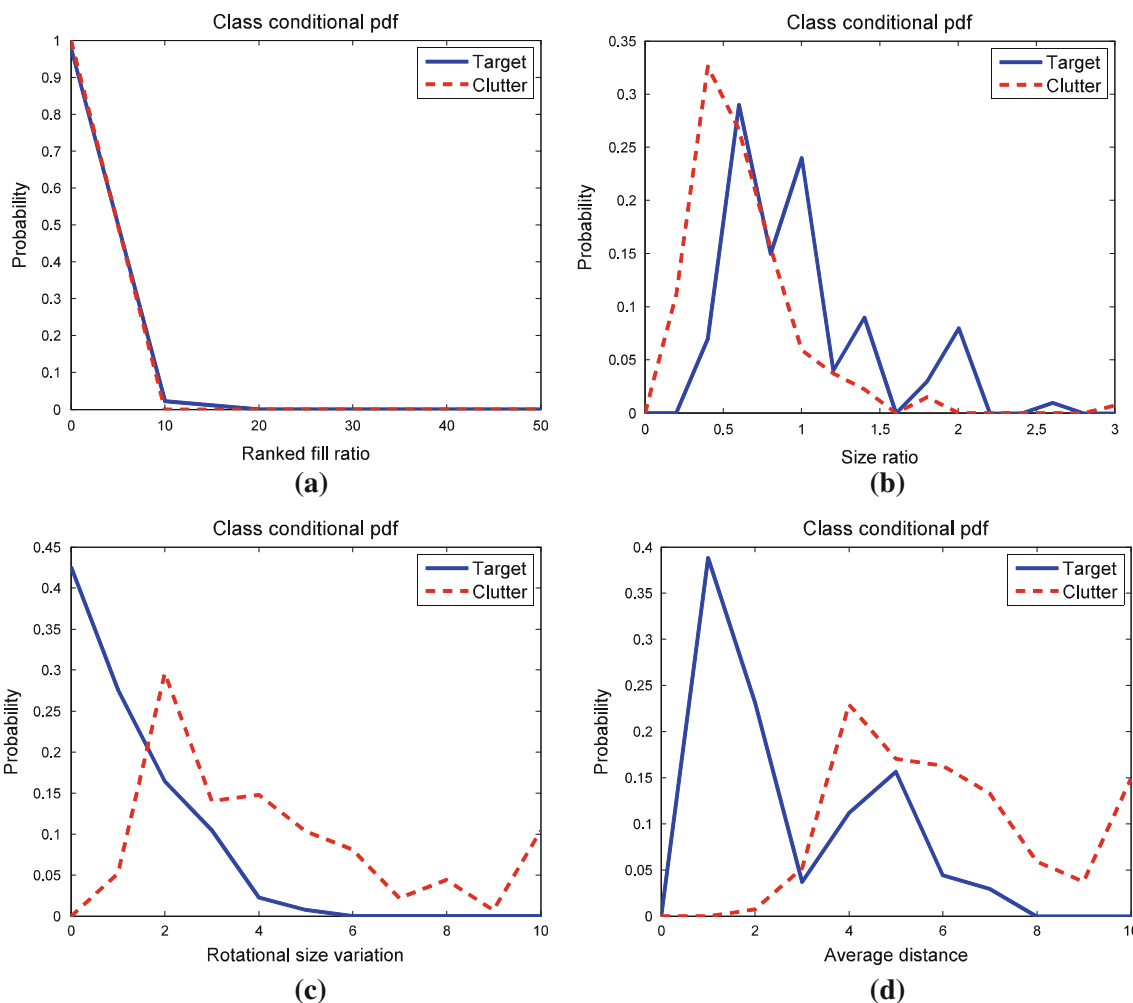 Class conditional pdf
Target
Clutter
1
0.9
0.8
0.7
0.6
0.5
0.4
0.3
0.2
0.1
0
Probability
0 10 20 30 40 50
Ranked fill ratio
(a)
Class conditional pdf
Target
Clutter
0.35
0.3
0.25
0.2
0.15
0.1
0.05
0
Probability
0 0.5 1 1.5 2 2.5 3
Size ratio
(b)
Class conditional pdf
Target
Clutter
0.45
0.4
0.35
0.3
0.25
0.2
0.15
0.1
0.05
0
Probability
0 2 4 6 8 10
Rotational size variation
(c)
Class conditional pdf
Target
Clutter
0.4
0.35
0.3
0.25
0.2
0.15
0.1
0.05
0
Probability
0 2 4 6 8 10
Average distance
(d)